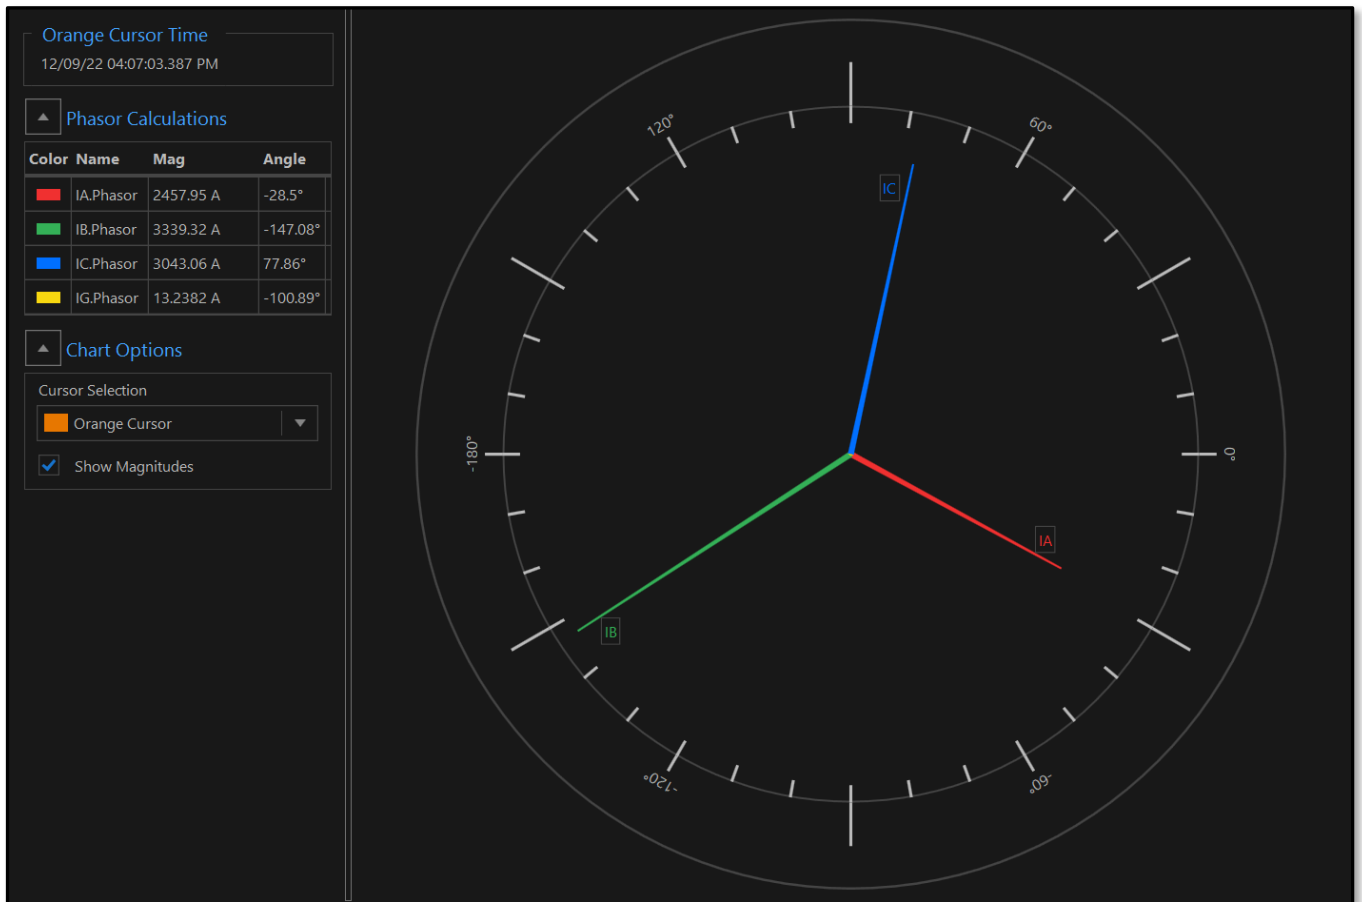 Orange Cursor Time
12/09/22 04:07:03.387 PM
Phasor Calculations
Color Name Mag Angle
IA.Phasor 2457.95 A -28.5°
IB.Phasor 3339.32 A -147.08°
IC.Phasor 3043.06 A 77.86°
IG.Phasor 13.2382 A -100.89°
Chart Options
Cursor Selection
Orange Cursor
Show Magnitudes
120°
60°
IC
-180°
0°
IA
IB
-120°
-60°